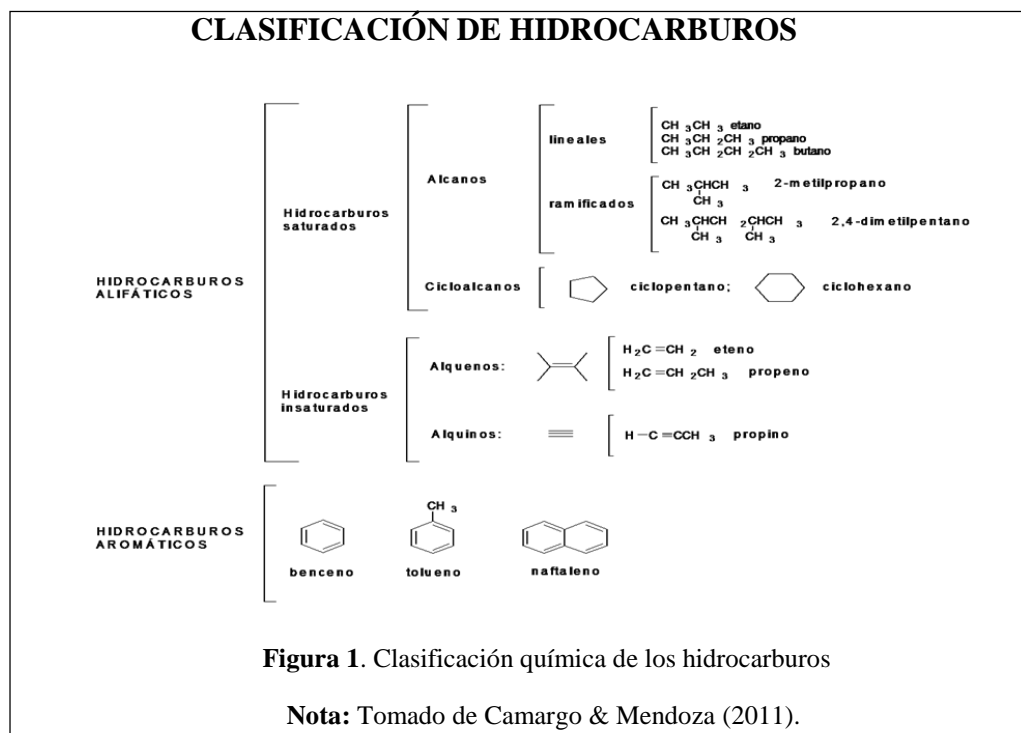 CLASIFICACIÓN DE HIDROCARBUROS
HIDROCARBUROS
ALIFÁTICOS
Hidrocarburos
saturados
Alcanos
lineales
CH 3CH 3 etano
CH 3CH 2CH 3 propano
CH 3CH 2CH 2CH 3 butano
ramificados
CH 3CHCH 3 2-metilpropano
CH 3
CH 3CHCH 2CHCH 3 2,4-dimetilpentano
CH 3 CH 3
Cicloalcanos
ciclopentano; ciclohexano
Hidrocarburos
insaturados
Alquenos:
H2C=CH 2 eteno
H2C=CH 2CH 3 propeno
Alquinos:
H-C=CCH 3 propino
HIDROCARBUROS
AROMÁTICOS
CH 3
benceno tolueno naftaleno
Figura 1. Clasificación química de los hidrocarburos
Nota: Tomado de Camargo & Mendoza (2011).